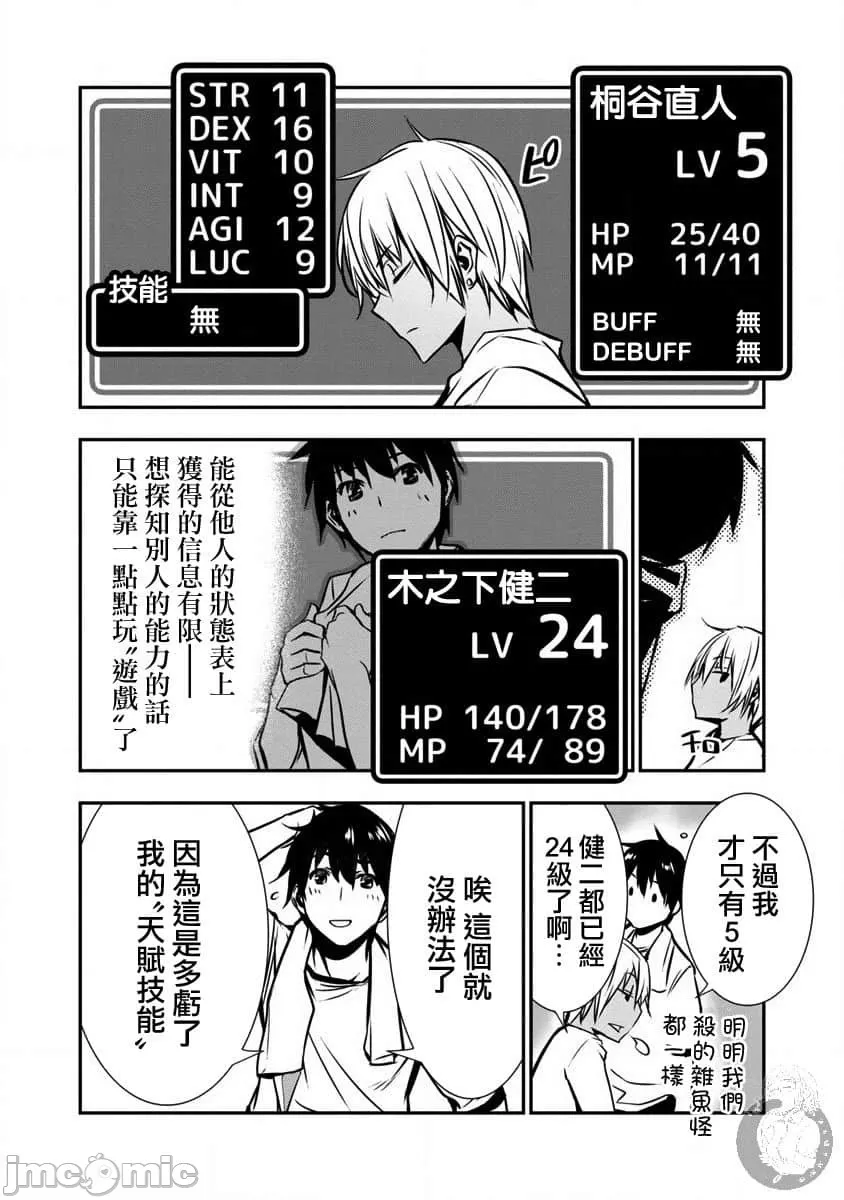 桐谷直人
LV 5
HP 25/40
MP 11/11
BUFF 無
DEBUFF 無
ピ
STR 11
DEX 16
VIT 10
INT 9
AGI 12
LUC 9
技能
無
木之下健二
LV 24
HP 140/178
MP 74/ 89
能從他人的狀態表上
獲得的信息有限——
想探知別人的能力的話
只能靠一點點玩〝遊戲〞了
不過我
才只有5級
健二都已經
24級了啊…
明明我們
殺的雜魚怪
都一樣
唉 這個就
沒辦法了
因為這是多虧了
我的〝天賦技能〞
jmcomic